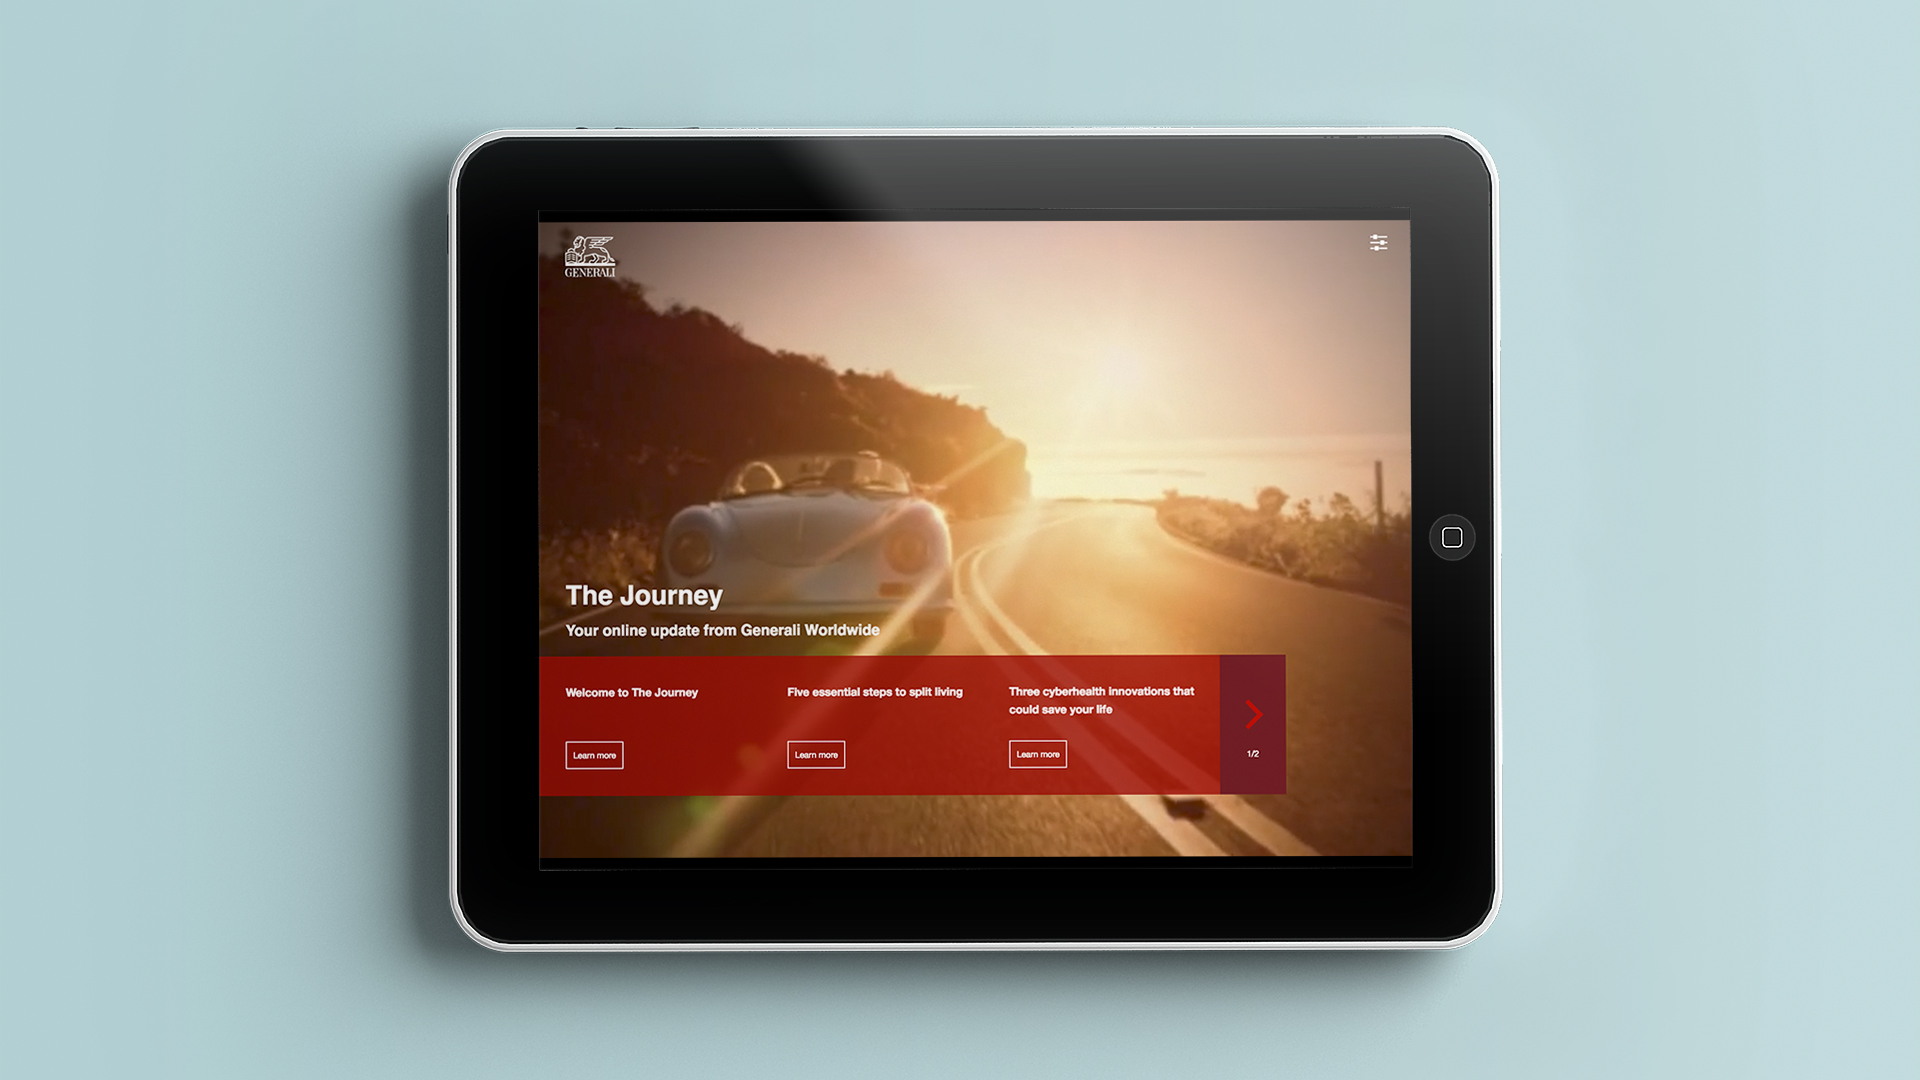 GENERALI
The Journey
Your online update from Generali Worldwide
Welcome to The Journey
Five essential steps to split living
Three cyberhealth innovations that
could save your life
Learn more
Learn more
Learn more
1/2